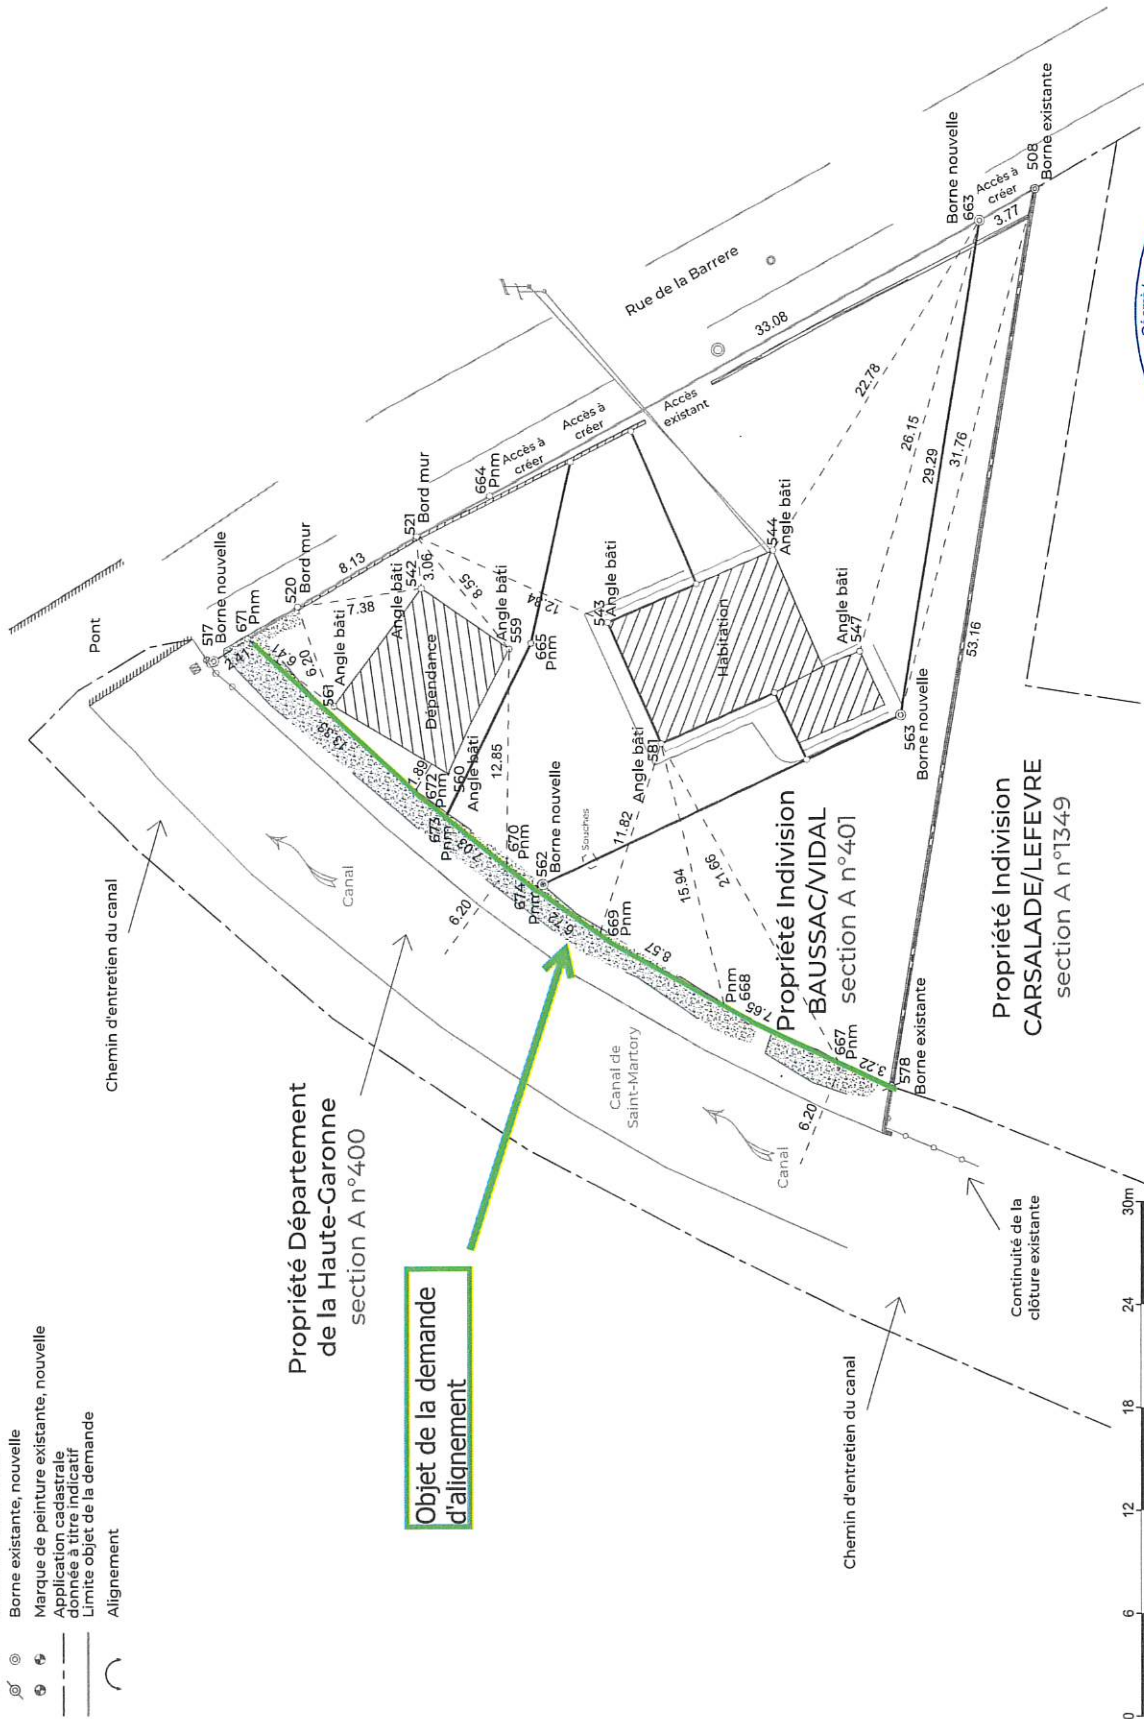 Borne existante, nouvelle
Marque de peinture existante, nouvelle
Application cadastrale
donnée à titre indicatif
Limite objet de la demande
Alignement
Chemin d'entretien du canal
Pont
517
Borne nouvelle
671
Pnm
2.41
6.41
520
Bord mur
8.13
7.38
6.20
561
Angle bâti
13.33
Dépendance
542
Angle bâti
3.06
521
Bord mur
8.55
12.84
664
Pnm
Accès à
créer
Accès à
créer
Accès
existant
Rue de la Barrere
33.08
Angle bâti
559
665
Pnm
1.89
672
Pnm
560
Angle bâti
673
Pnm
7.03
12.85
670
Pnm
562
Borne nouvelle
674
Pnm
Canal
6.20
Souches
11.82
669
Pnm
8.57
15.94
21.66
Angle bâti
581
543
Angle bâti
Habitation
544
Angle bâti
547
Angle bâti
22.78
26.15
29.29
31.76
53.16
Borne nouvelle
663
Accès à
créer
3.77
508
Borne existante
563
Borne nouvelle
Propriété Département
de la Haute-Garonne
section A n°400
Objet de la demande
d'alignement
Canal de
Saint-Martory
Canal
6.20
Pnm
668
7.65
667
Pnm
3.22
578
Borne existante
Propriété Indivision
BAUSSAC/VIDAL
section A n°401
Propriété Indivision
CARSALADE/LEFEVRE
section A n°1349
Continuité de la
clôture existante
Chemin d'entretien du canal
0
6
12
18
24
30m